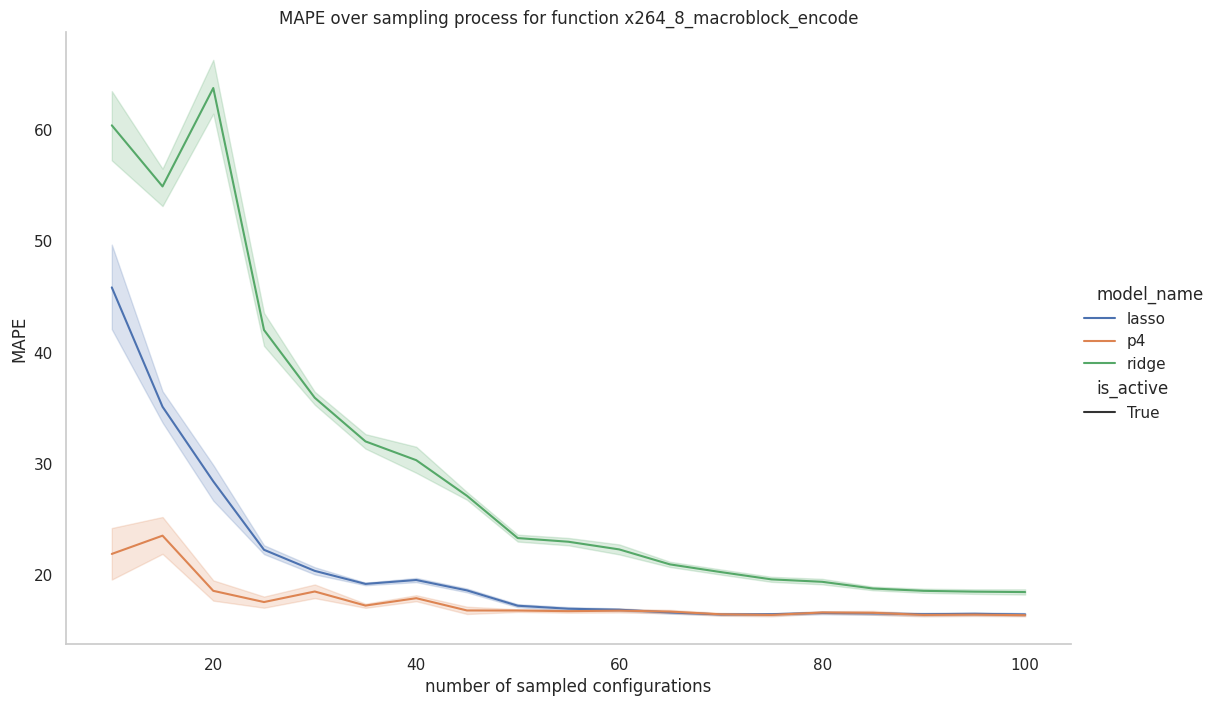 MAPE over sampling process for function x264_8_macroblock_encode
MAPE
60
50
40
30
20
20 40 60 80 100
number of sampled configurations
model_name
lasso
p4
ridge
is_active
True